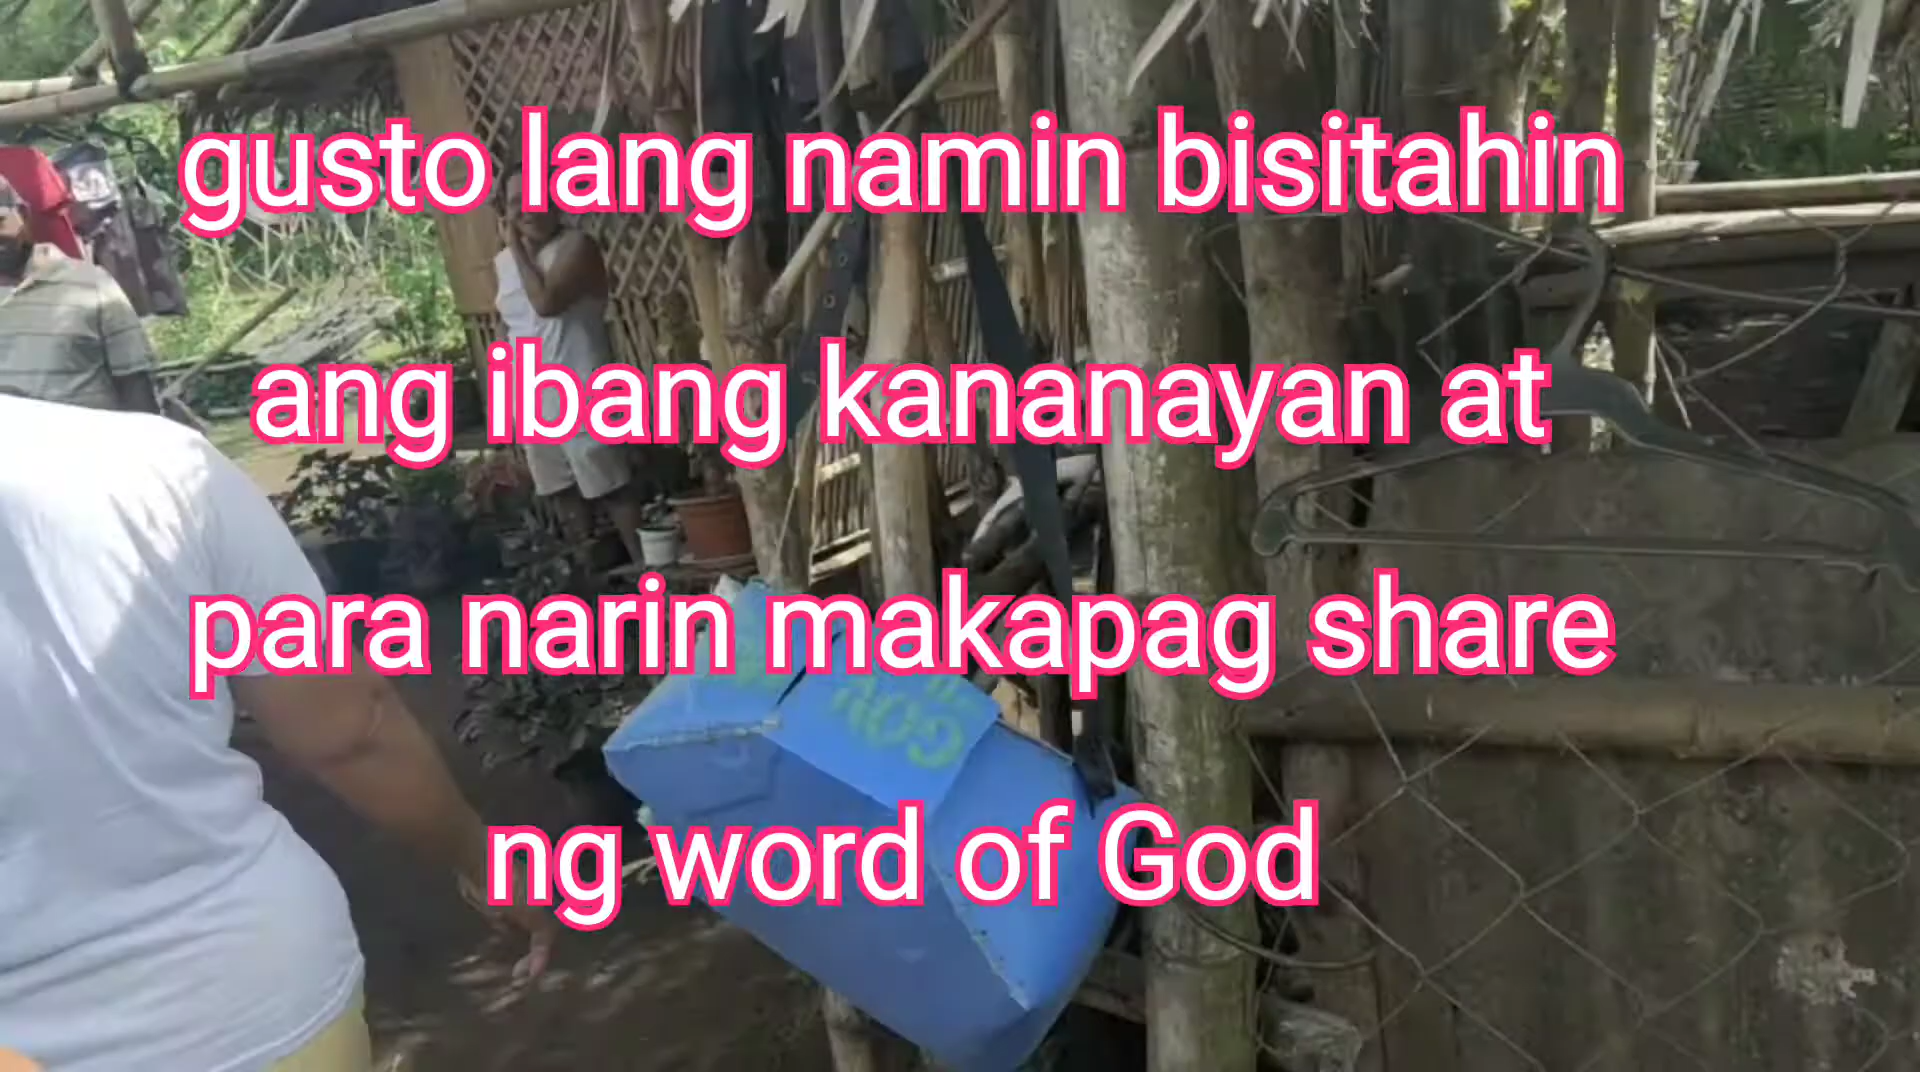 gusto lang namin bisitahin
ang ibang kananayan at
para narin makapag share
ng word of God